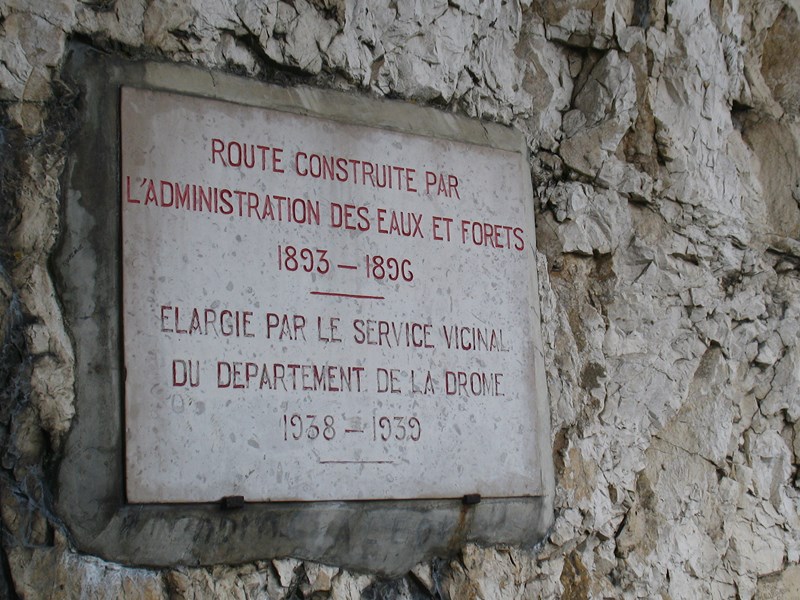 ROUTE CONSTRUITE PAR
L'ADMINISTRATION DES EAUX ET FORETS
1893 – 1896
ELARGIE PAR LE SERVICE VICINAL
DU DEPARTEMENT DE LA DROME
1938 – 1939